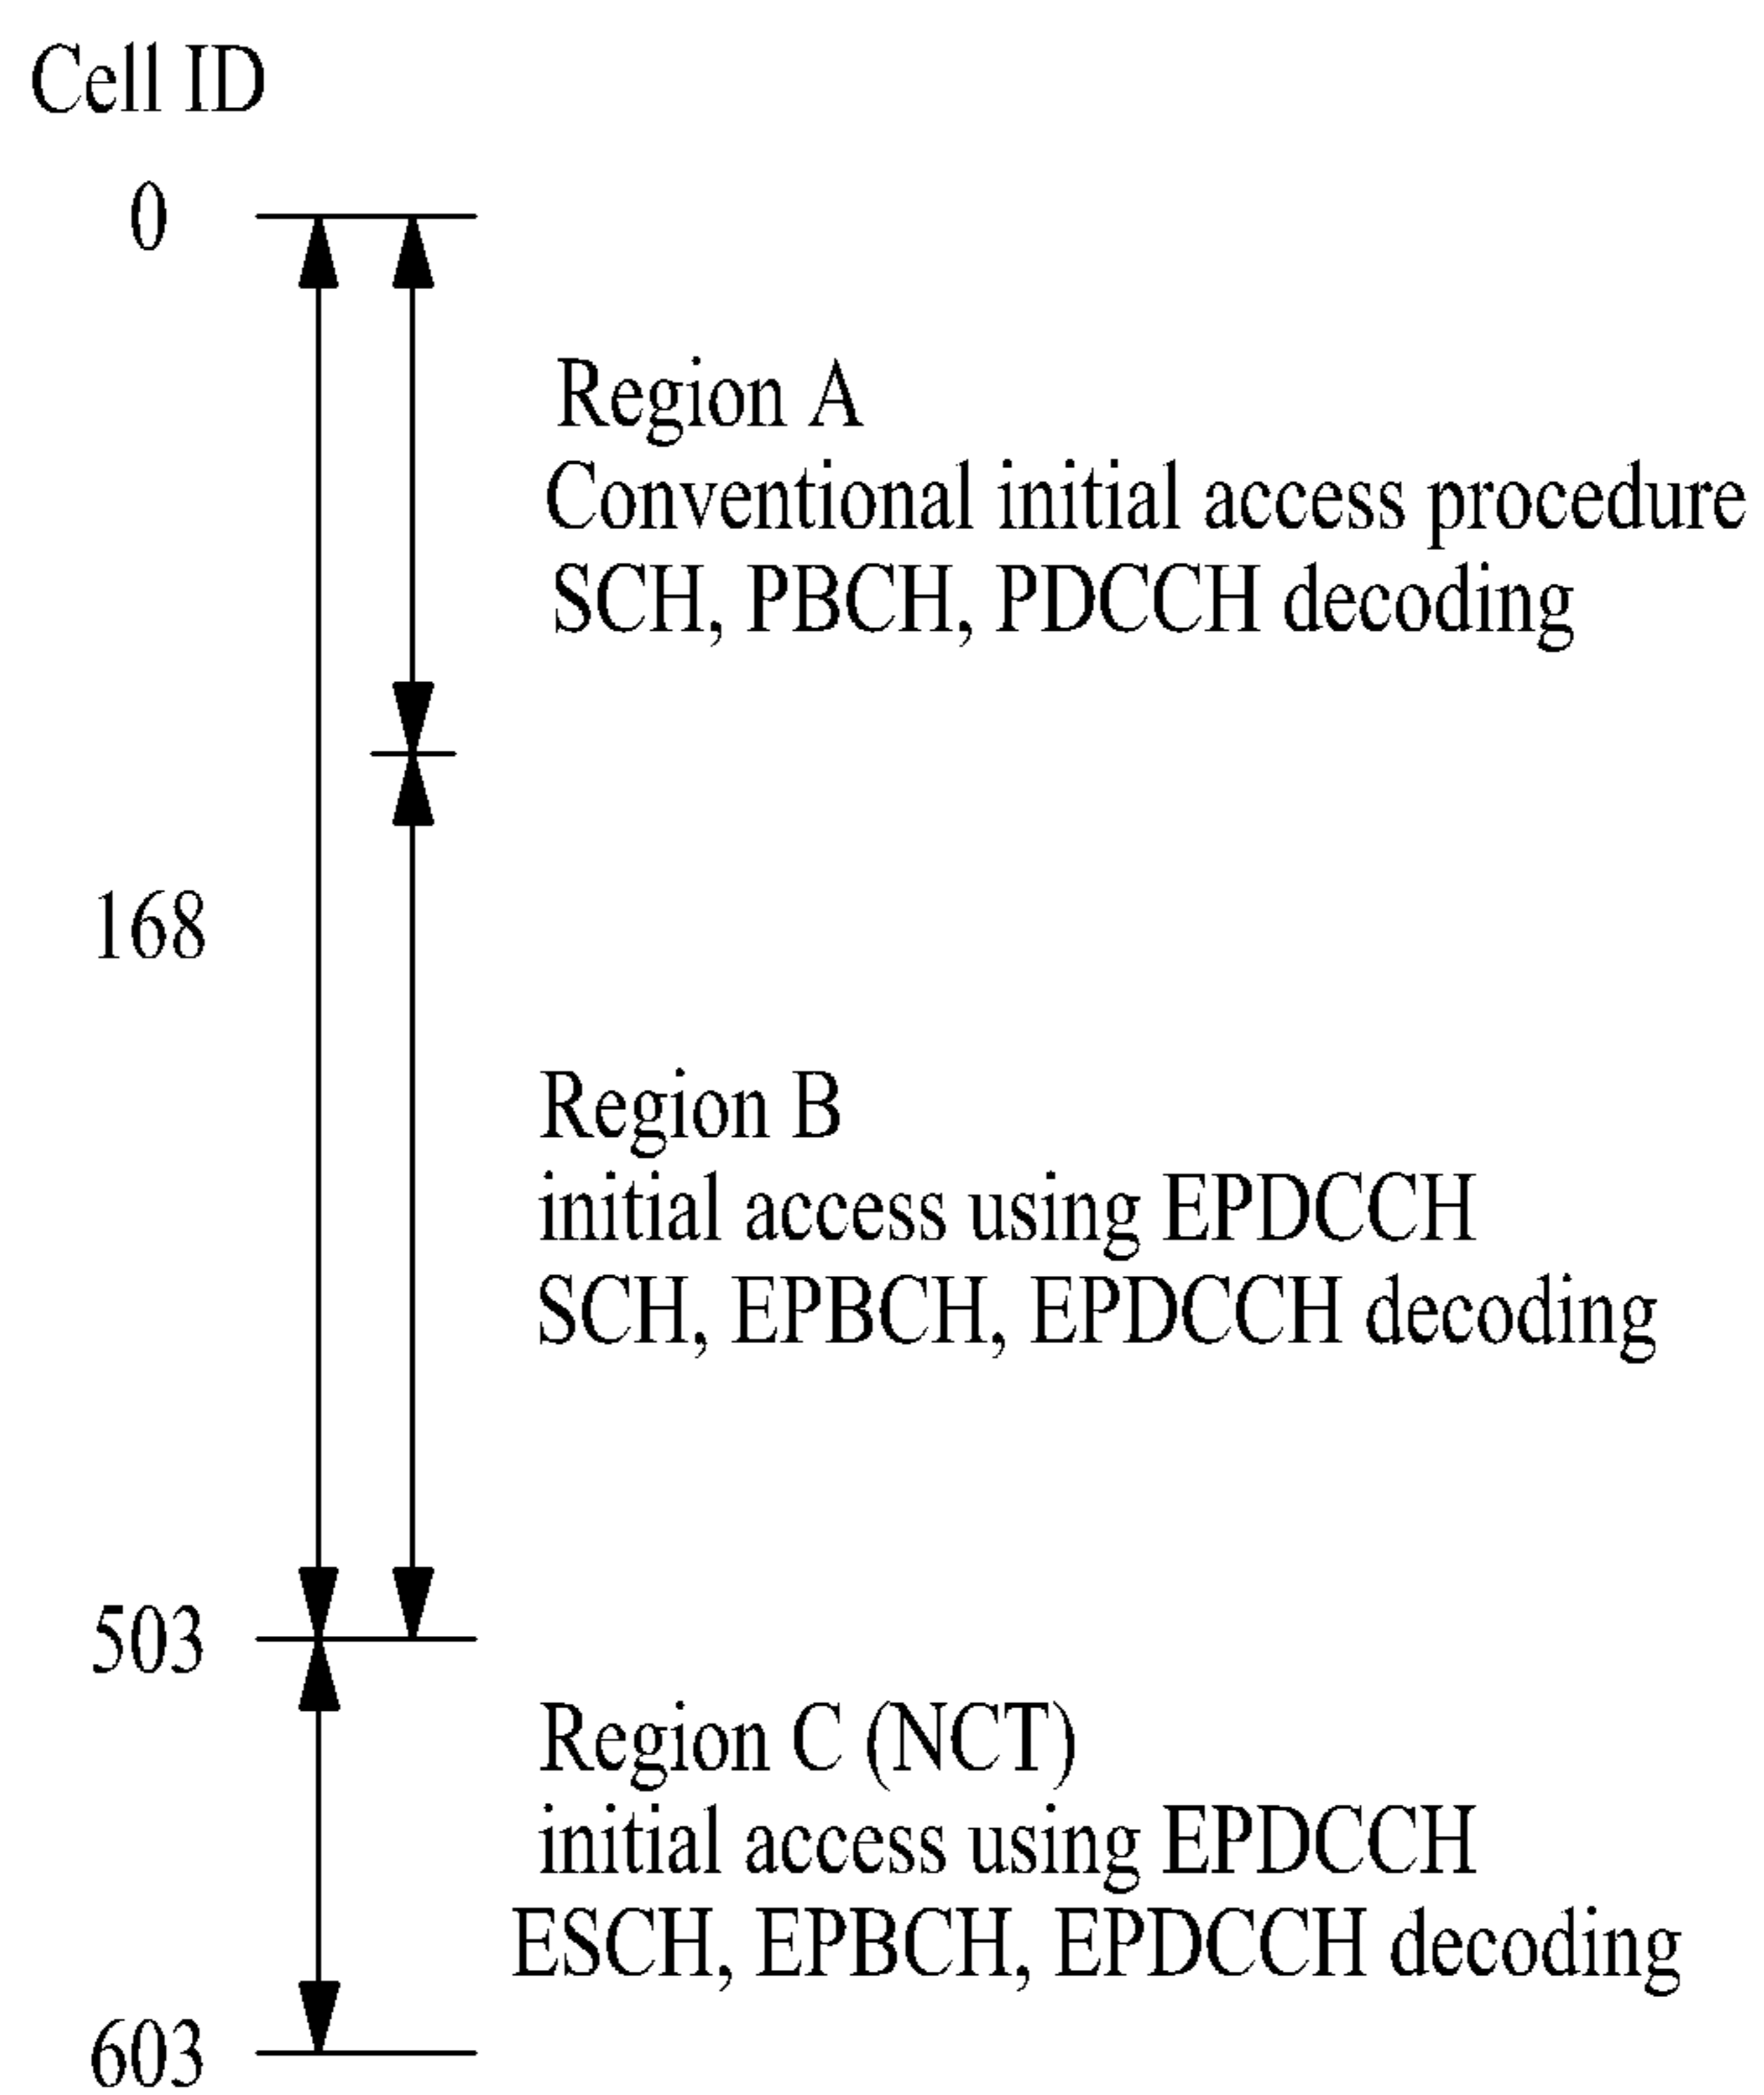 Cell ID
0
Region A
Conventional initial access procedure
SCH, PBCH, PDCCH decoding
168
Region B
initial access using EPDCCH
SCH, EPBCH, EPDCCH decoding
503
Region C (NCT)
initial access using EPDCCH
ESCH, EPBCH, EPDCCH decoding
603